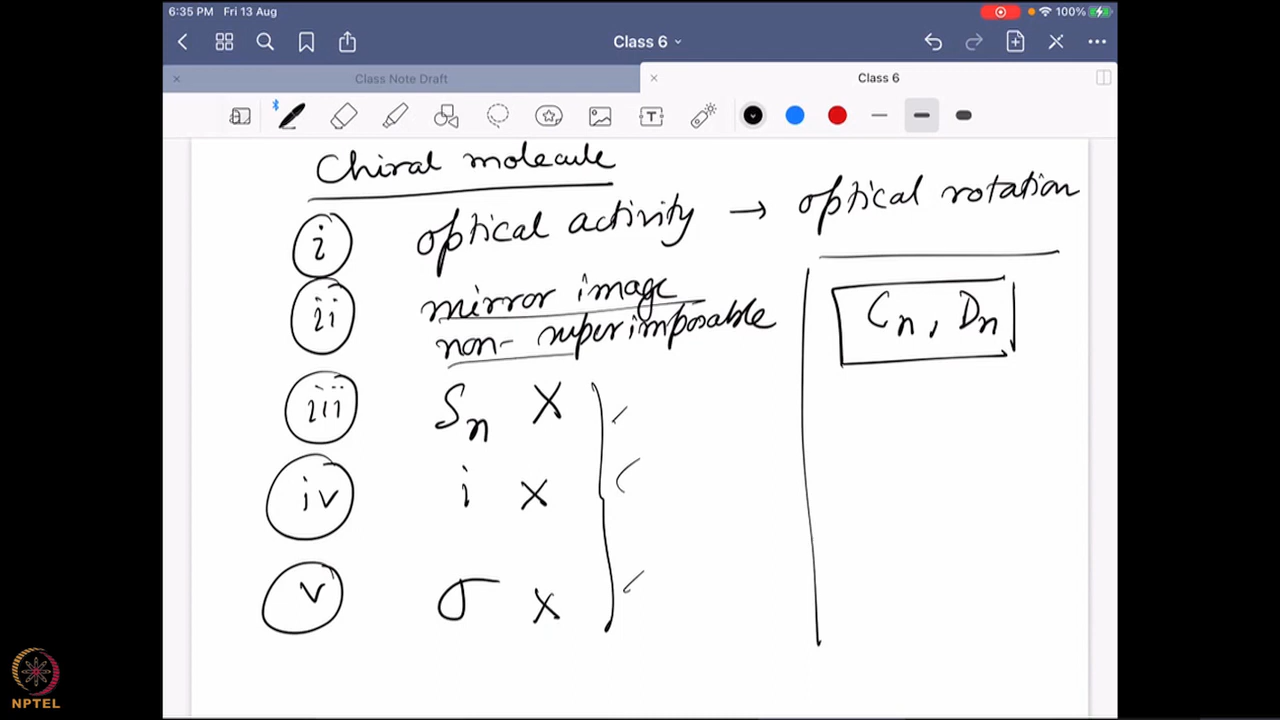 6:35 PM Fri 13 Aug
100%
Class 6
Class Note Draft
Class 6
Chiral molecule
i optical activity → optical rotation
ii mirror image
non-superimposable
iii Sn X
iv i X
v σ X
Cn, Dn
NPTEL